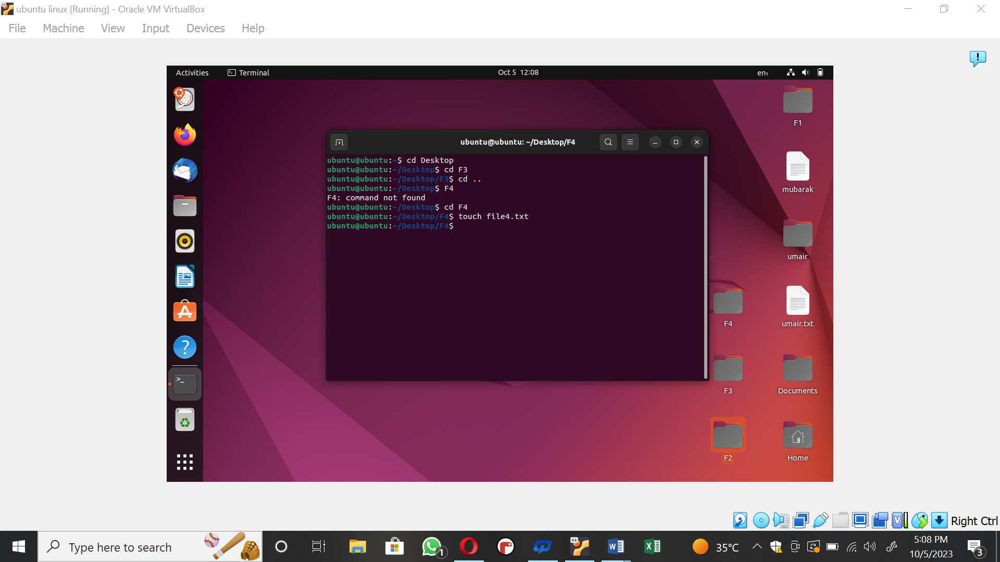 ubuntu linux [Running] - Oracle VM VirtualBox
File Machine View Input Devices Help
Activities Terminal Oct 5 12:08 en1
ubuntu@ubuntu: ~/Desktop/F4
ubuntu@ubuntu:~$ cd Desktop
ubuntu@ubuntu:~/Desktop$ cd F3
ubuntu@ubuntu:~/Desktop/F3$ cd ..
ubuntu@ubuntu:~/Desktop$ F4
F4: command not found
ubuntu@ubuntu:~/Desktop$ cd F4
ubuntu@ubuntu:~/Desktop/F4$ touch file4.txt
ubuntu@ubuntu:~/Desktop/F4$
F1
mubarak
umair
F4 umair.txt
F3 Documents
F2 Home
Right Ctrl
Type here to search
1
64
35°C
5:08 PM
10/5/2023
3